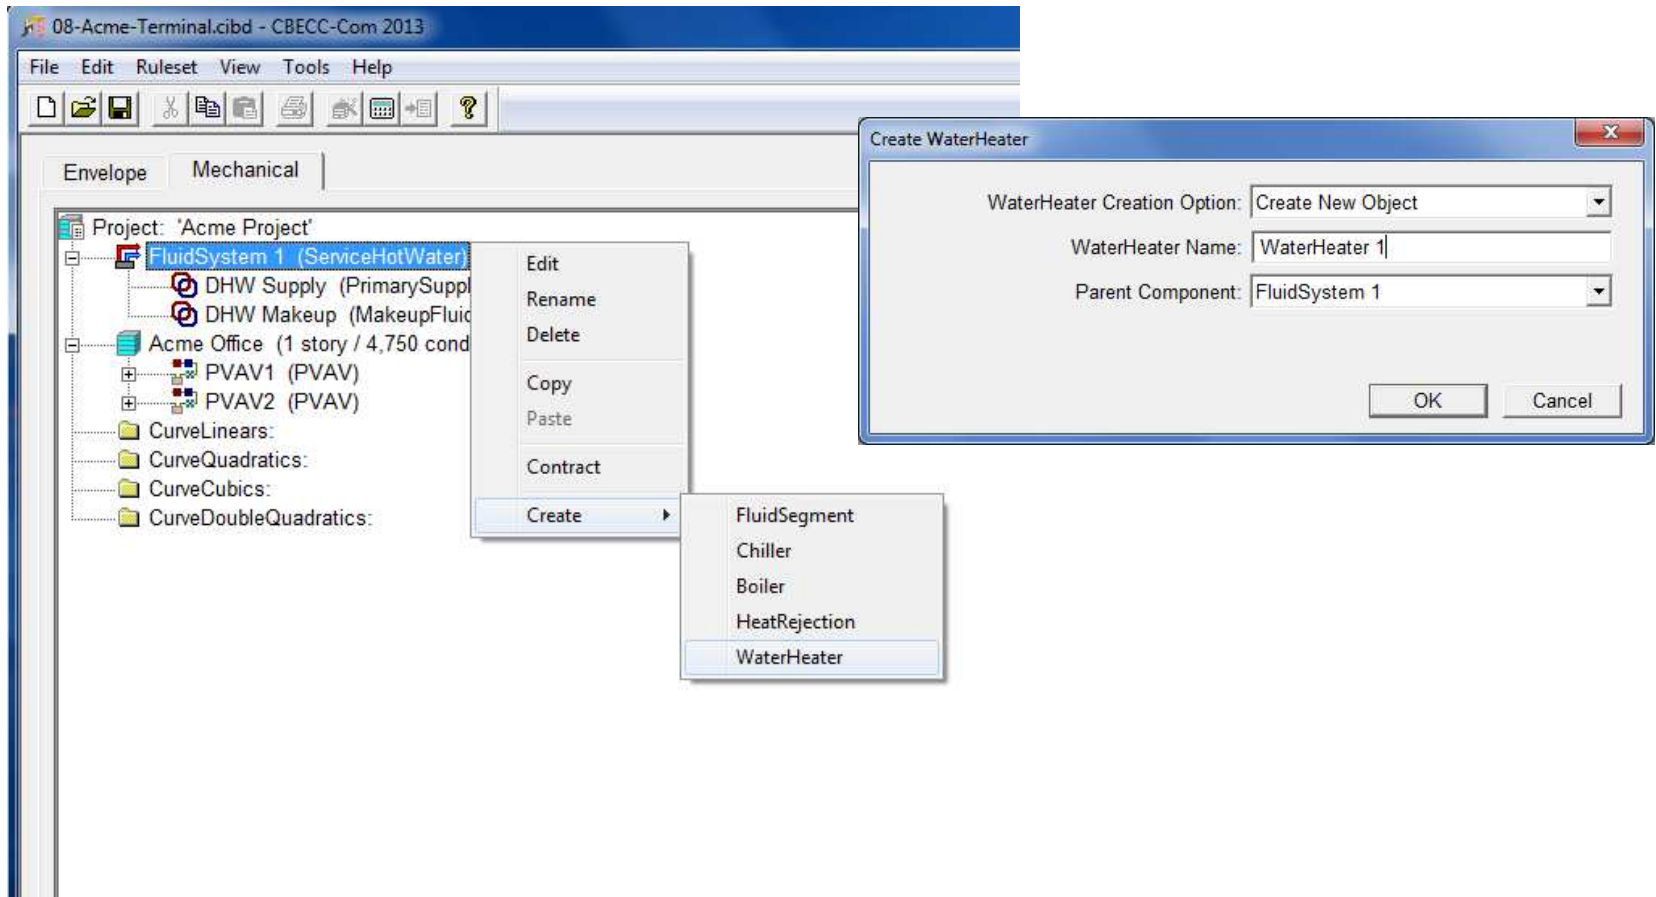 08-Acme-Terminal.cibd - CBECC-Com 2013
File Edit Ruleset View Tools Help
Envelope Mechanical
Project: 'Acme Project'
FluidSystem 1 (ServiceHotWater)
DHW Supply (PrimarySuppl
DHW Makeup (MakeupFluid
Acme Office (1 story / 4,750 cond
PVAV1 (PVAV)
PVAV2 (PVAV)
CurveLinears:
CurveQuadratics:
CurveCubics:
CurveDoubleQuadratics:
Edit
Rename
Delete
Copy
Paste
Contract
Create
FluidSegment
Chiller
Boiler
HeatRejection
WaterHeater
Create WaterHeater
WaterHeater Creation Option: Create New Object
WaterHeater Name: WaterHeater 1
Parent Component: FluidSystem 1
OK Cancel